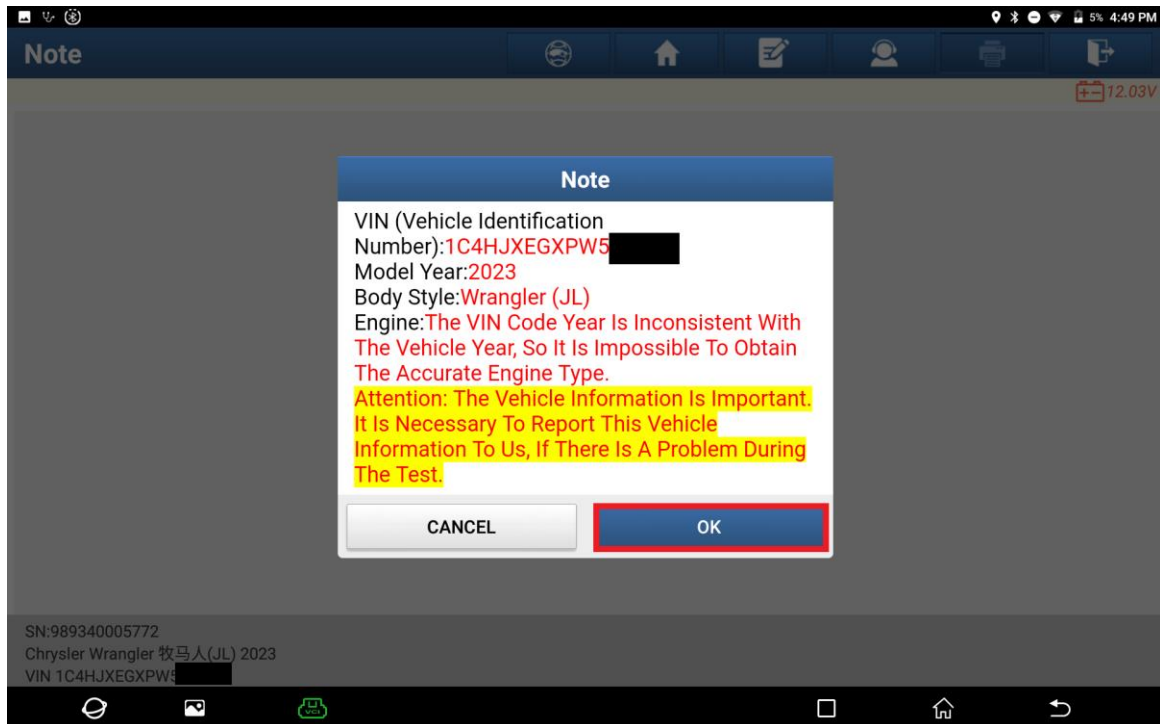 5% 4:49 PM
Note
12.03V
Note
VIN (Vehicle Identification
Number):1C4HJXEGXPW5
Model Year:2023
Body Style:Wrangler (JL)
Engine:The VIN Code Year Is Inconsistent With
The Vehicle Year, So It Is Impossible To Obtain
The Accurate Engine Type.
Attention: The Vehicle Information Is Important.
It Is Necessary To Report This Vehicle
Information To Us, If There Is A Problem During
The Test.
CANCEL OK
SN:989340005772
Chrysler Wrangler 牧马人(JL) 2023
VIN 1C4HJXEGXPW5
VCI